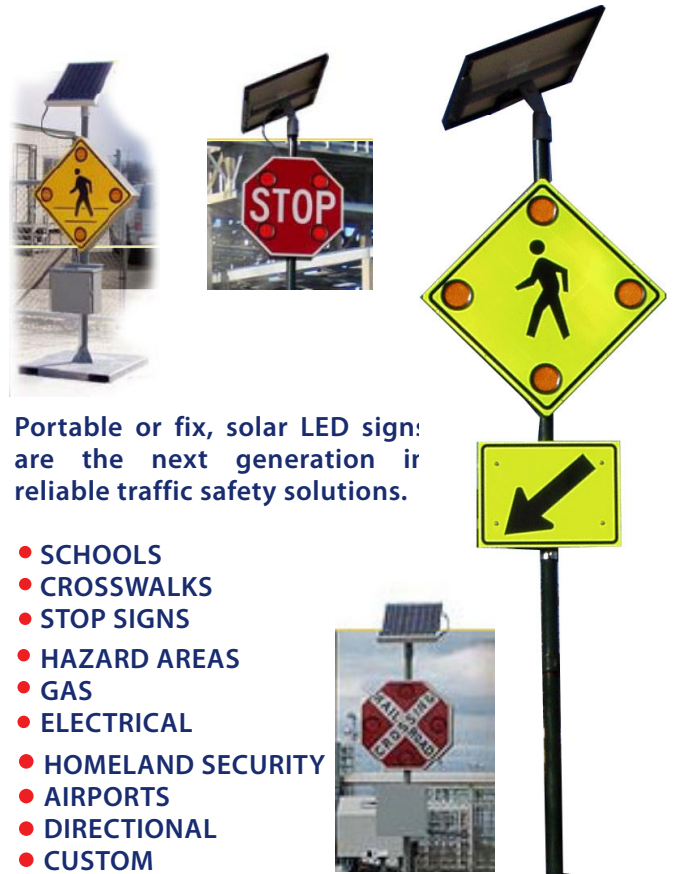 STOP
Portable or fix, solar LED signs
are the next generation in
reliable traffic safety solutions.
• SCHOOLS
• CROSSWALKS
• STOP SIGNS
• HAZARD AREAS
• GAS
• ELECTRICAL
• HOMELAND SECURITY
• AIRPORTS
• DIRECTIONAL
• CUSTOM
RAILROAD
CROSSING